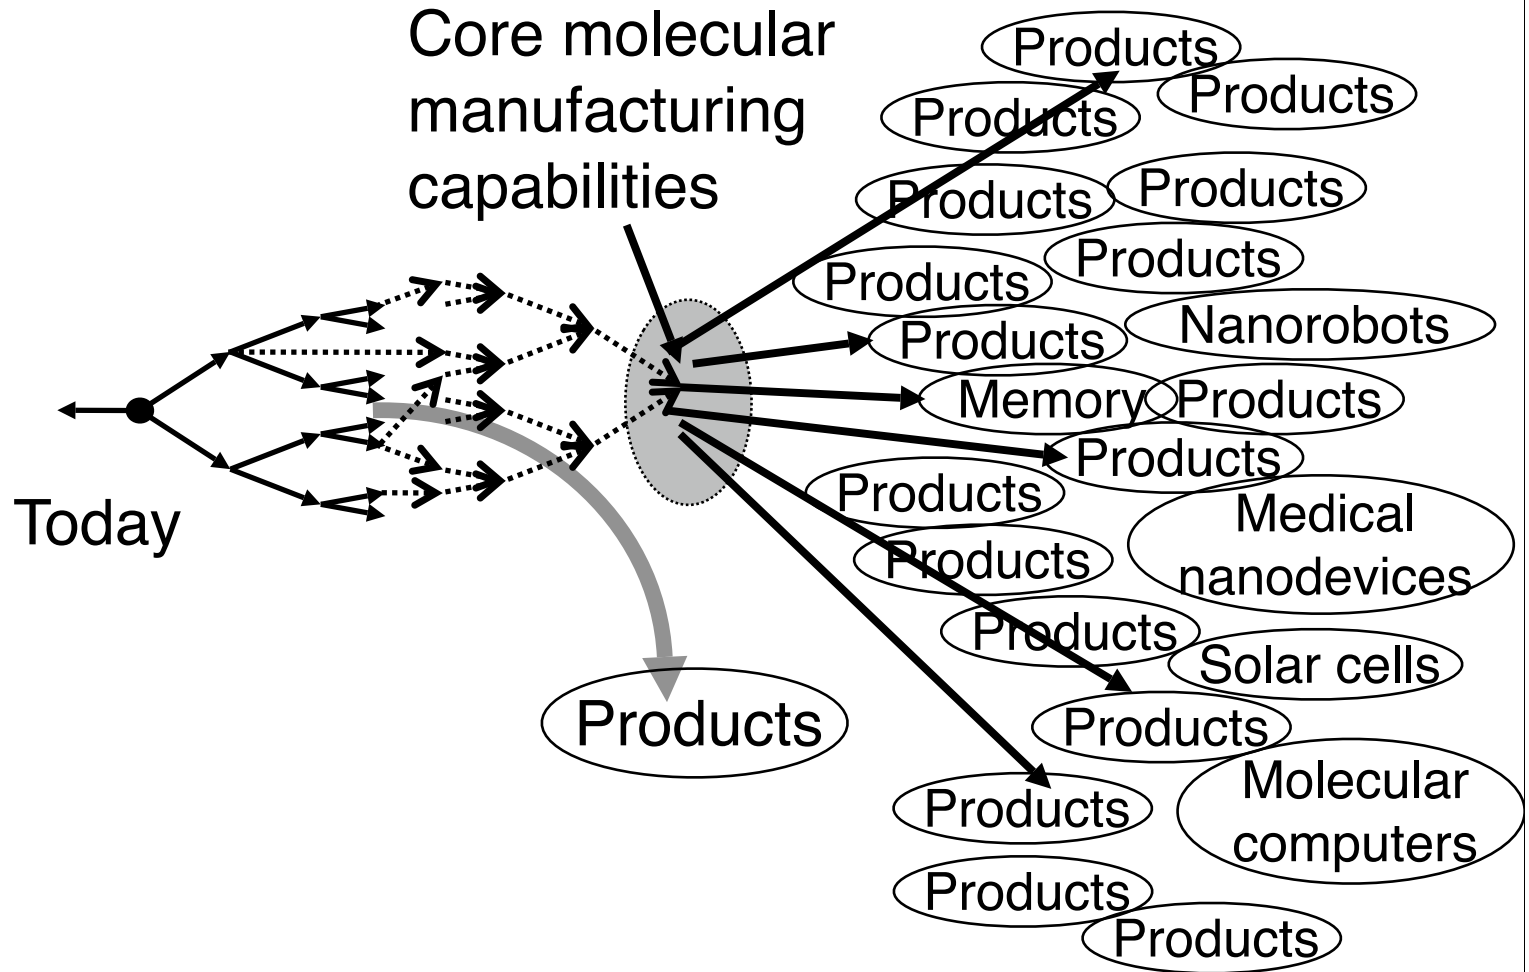 Core molecular
manufacturing
capabilities
Today
Products
Products
Products
Products
Products
Products
Products
Products
Products
Nanorobots
Memory
Products
Products
Products
Medical
nanodevices
Products
Products
Solar cells
Products
Products
Molecular
computers
Products
Products
Products